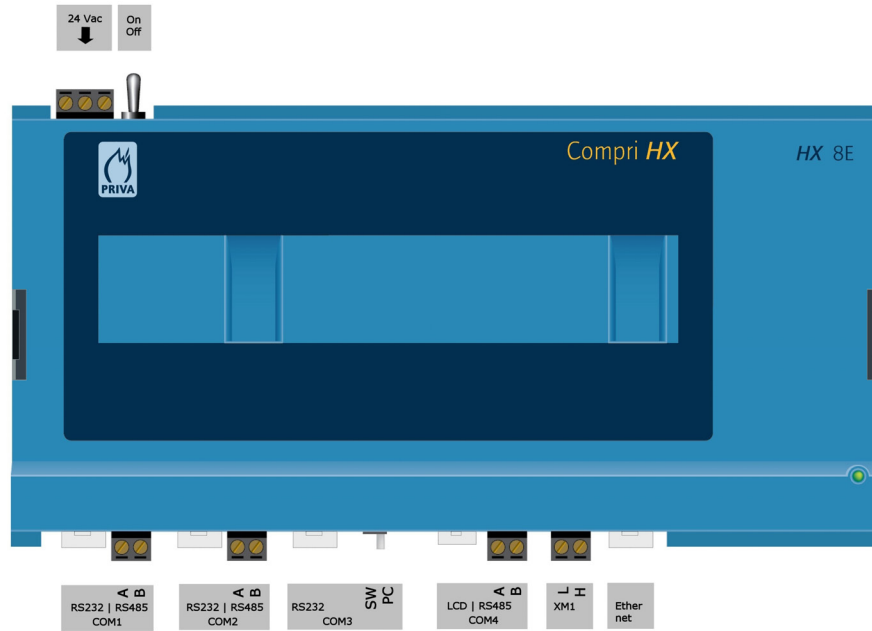 24 Vac
On
Off
Compri HX
HX 8E
PRIVA
A
B
RS232 | RS485
COM1
A
B
RS232 | RS485
COM2
RS232
SW
PC
COM3
A
B
LCD | RS485
COM4
L
H
XM1
Ether
net